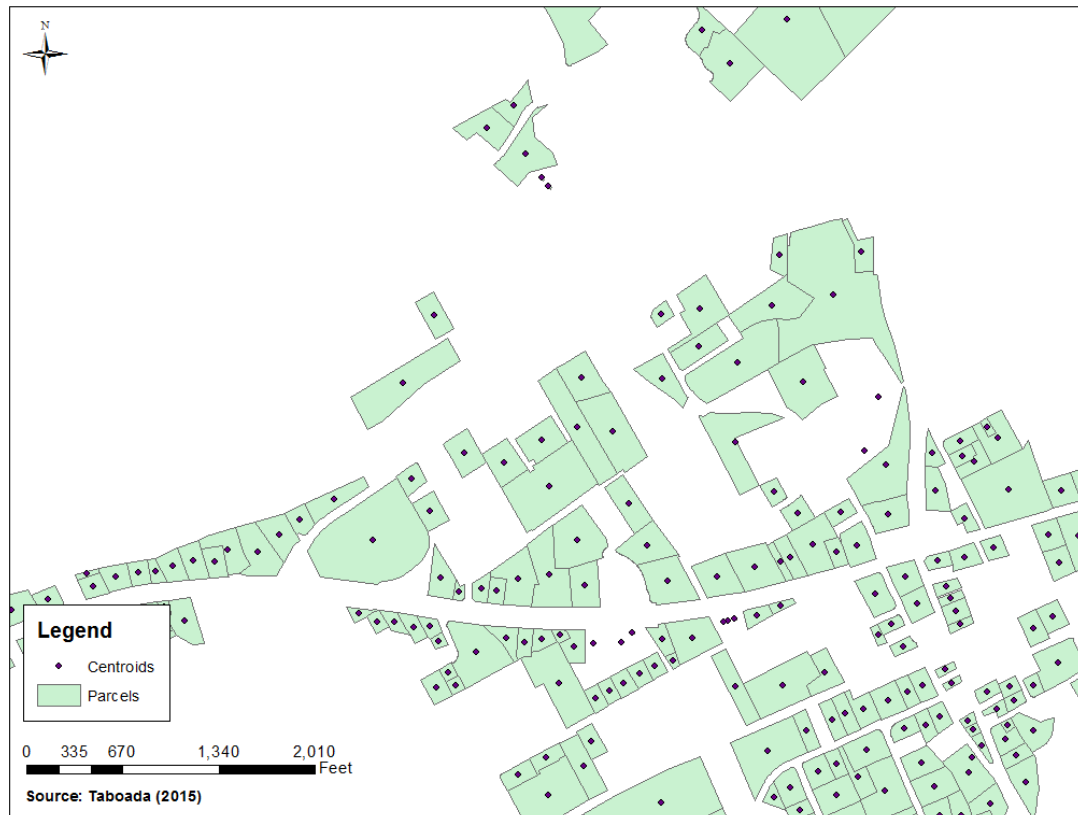 N
Legend
Centroids
Parcels
0 335 670 1,340 2,010
Feet
Source: Taboada (2015)